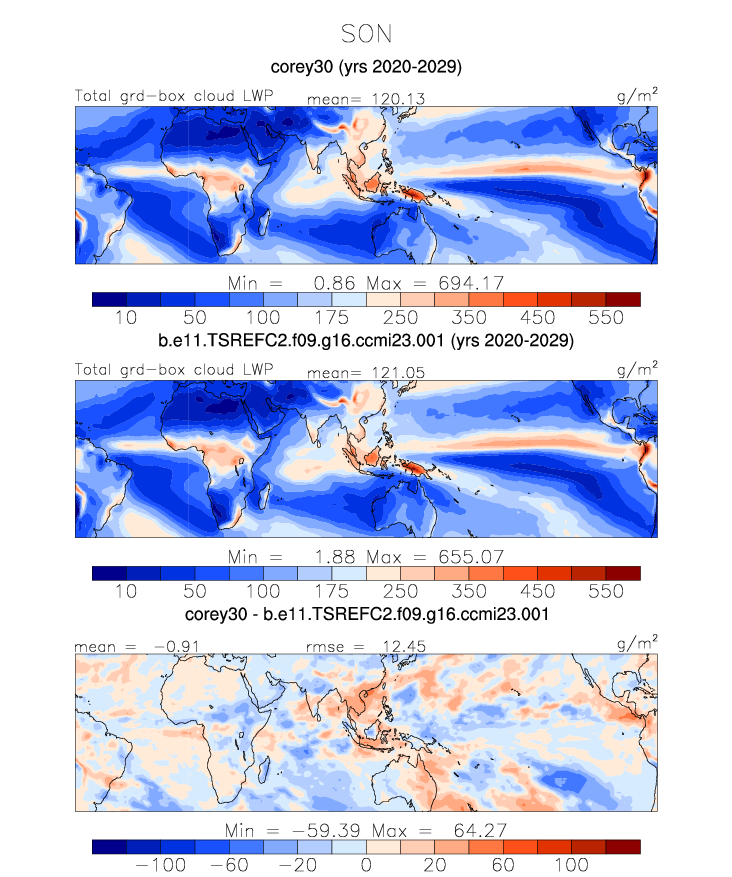 SON
corey30 (yrs 2020-2029)
Total grd-box cloud LWP mean= 120.13 g/m²
Min = 0.86 Max = 694.17
10 50 100 175 250 350 450 550
b.e11.TSREFC2.f09.g16.ccmi23.001 (yrs 2020-2029)
Total grd-box cloud LWP mean= 121.05 g/m²
Min = 1.88 Max = 655.07
10 50 100 175 250 350 450 550
corey30 - b.e11.TSREFC2.f09.g16.ccmi23.001
mean = -0.91 rmse = 12.45 g/m²
Min = -59.39 Max = 64.27
-100 -60 -20 0 20 60 100